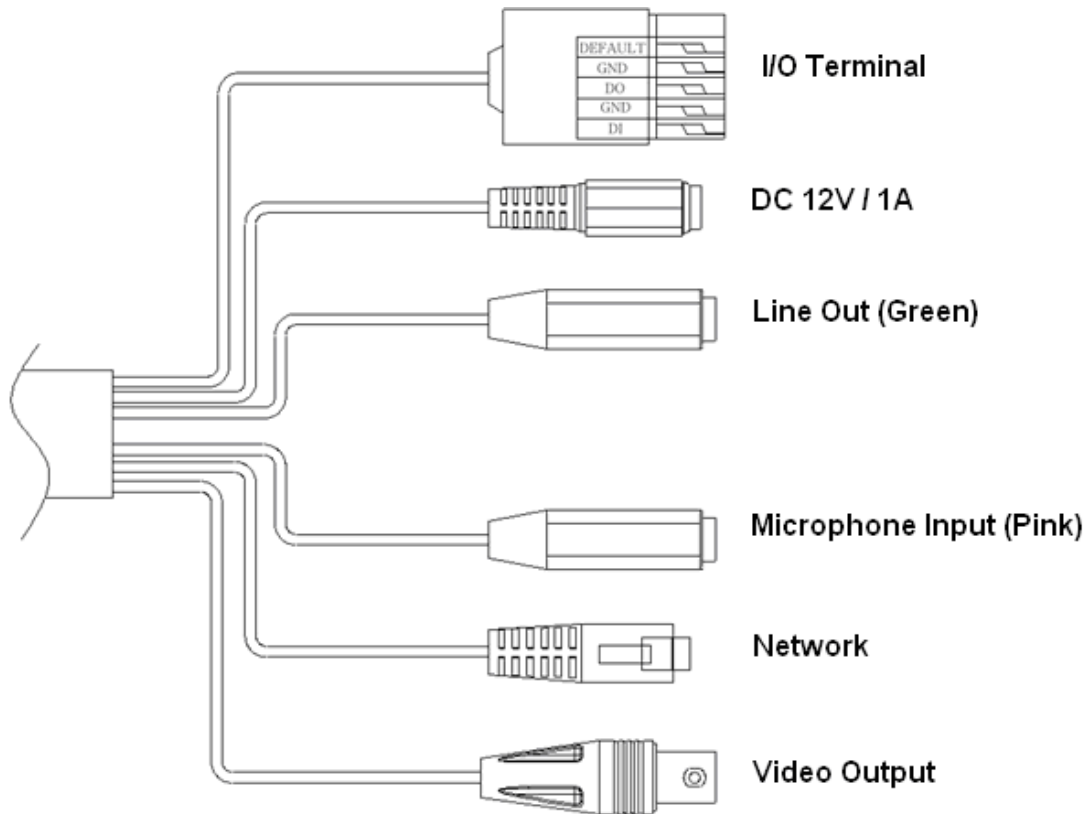 DEFAULT
GND
DO
GND
DI
I/O Terminal
DC 12V / 1A
Line Out (Green)
Microphone Input (Pink)
Network
Video Output